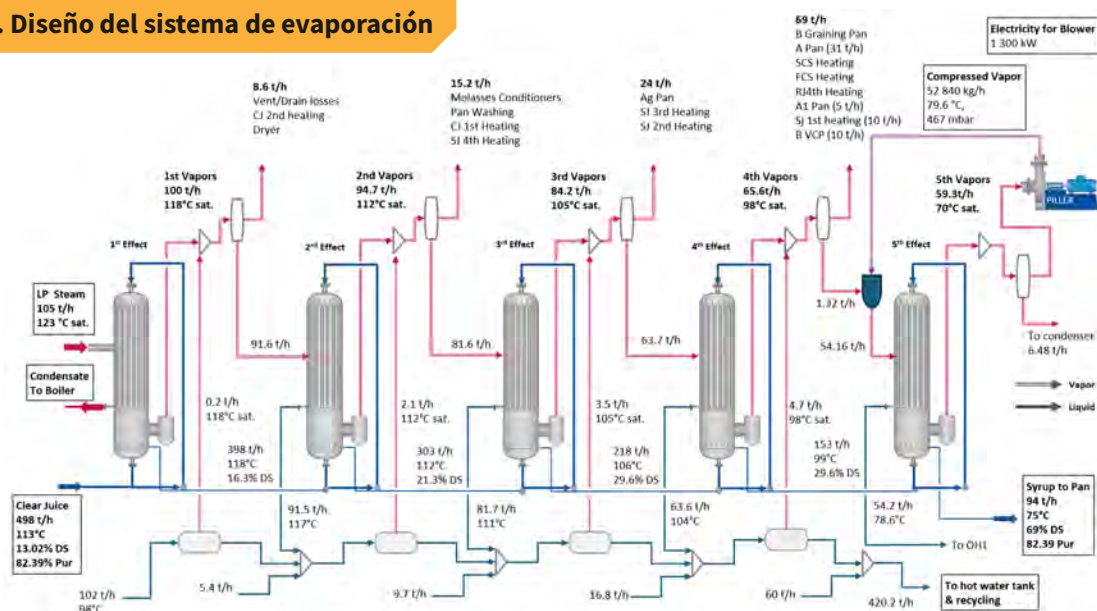 . Diseño del sistema de evaporación
8.6 t/h
Vent/Drain losses
CJ 2nd heating
Dryer
15.2 t/h
Molasses Conditioners
Pan Washing
CJ 1st Heating
SJ 4th Heating
24 t/h
Ag Pan
SJ 3rd Heating
SJ 2nd Heating
69 t/h
B Graining Pan
A Pan (31 t/h)
SCS Heating
FCS Heating
RJ4th Heating
A1 Pan (5 t/h)
Sj 1st heating (10 t/h)
B VCP (10 t/h)
Electricity for Blower
1 300 kW
Compressed Vapor
52 840 kg/h
79.6 °C,
467 mbar
PILLER
1st Vapors
100 t/h
118°C sat.
2nd Vapors
94.7 t/h
112°C sat.
3rd Vapors
84.2 t/h
105°C sat.
4th Vapors
65.6t/h
98°C sat.
5th Vapors
59.3t/h
70°C sat.
1st Effect
2nd Effect
3rd Effect
4th Effect
5th Effect
LP Steam
105 t/h
123 °C sat.
Condensate
To Boiler
91.6 t/h
81.6 t/h
63.7 t/h
1.32 t/h
54.16 t/h
To condenser
6.48 t/h
Vapor
Liquid
0.2 t/h
118°C sat.
2.1 t/h
112°C sat.
3.5 t/h
105°C sat.
4.7 t/h
98°C sat.
398 t/h
118°C
16.3% DS
303 t/h
112°C
21.3% DS
218 t/h
106°C
29.6% DS
153 t/h
99°C
29.6% DS
Clear Juice
498 t/h
113°C
13.02% DS
82.39% Pur
91.5 t/h
117°C
81.7 t/h
111°C
63.6 t/h
104°C
54.2 t/h
78.6°C
Syrup to Pan
94 t/h
75°C
69% DS
82.39 Pur
To OH1
102 t/h
98°C
5.4 t/h
9.7 t/h
16.8 t/h
60 t/h
420.2 t/h
To hot water tank
& recycling